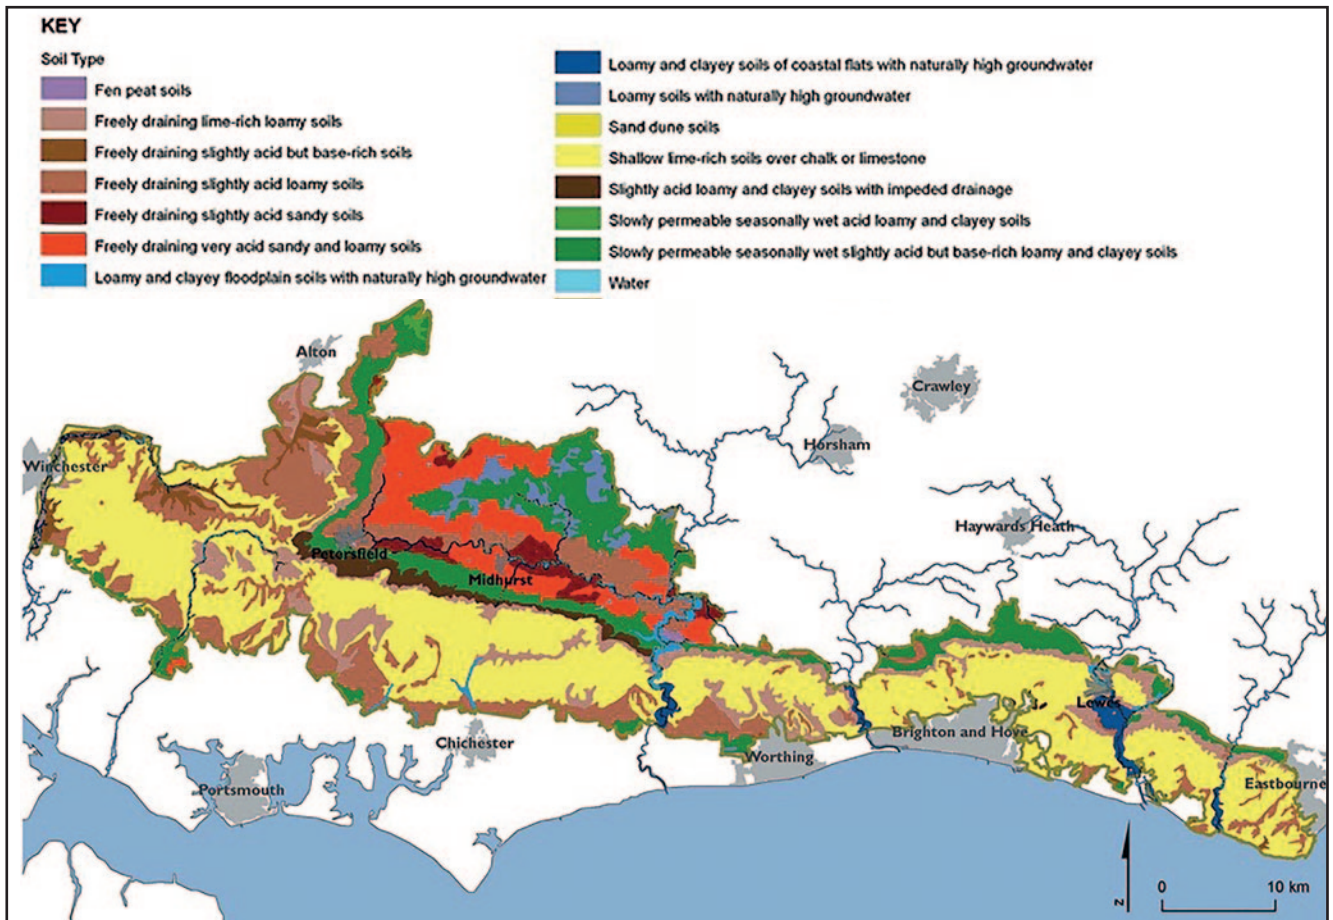 KEY
Soil Type
Fen peat soils
Freely draining lime-rich loamy soils
Freely draining slightly acid but base-rich soils
Freely draining slightly acid loamy soils
Freely draining slightly acid sandy soils
Freely draining very acid sandy and loamy soils
Loamy and clayey floodplain soils with naturally high groundwater
Loamy and clayey soils of coastal flats with naturally high groundwater
Loamy soils with naturally high groundwater
Sand dune soils
Shallow lime-rich soils over chalk or limestone
Slightly acid loamy and clayey soils with impeded drainage
Slowly permeable seasonally wet acid loamy and clayey soils
Slowly permeable seasonally wet slightly acid but base-rich loamy and clayey soils
Water
Alton
Crawley
Horsham
Winchester
Haywards Heath
Petersfield
Midhurst
Lewes
Brighton and Hove
Chichester
Worthing
Portsmouth
Eastbourne
N
0 10 km